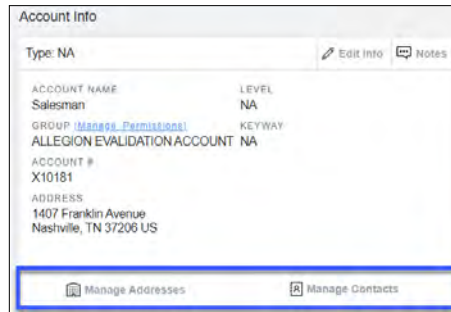 Account Info
Type: NA
Edit Info
Notes
ACCOUNT NAME
LEVEL
Salesman
NA
GROUP (Manage Permissions)
KEYWAY
ALLEGION EVALIDATION ACCOUNT
NA
ACCOUNT #
X10181
ADDRESS
1407 Franklin Avenue
Nashville, TN 37206 US
Manage Addresses
Manage Contacts